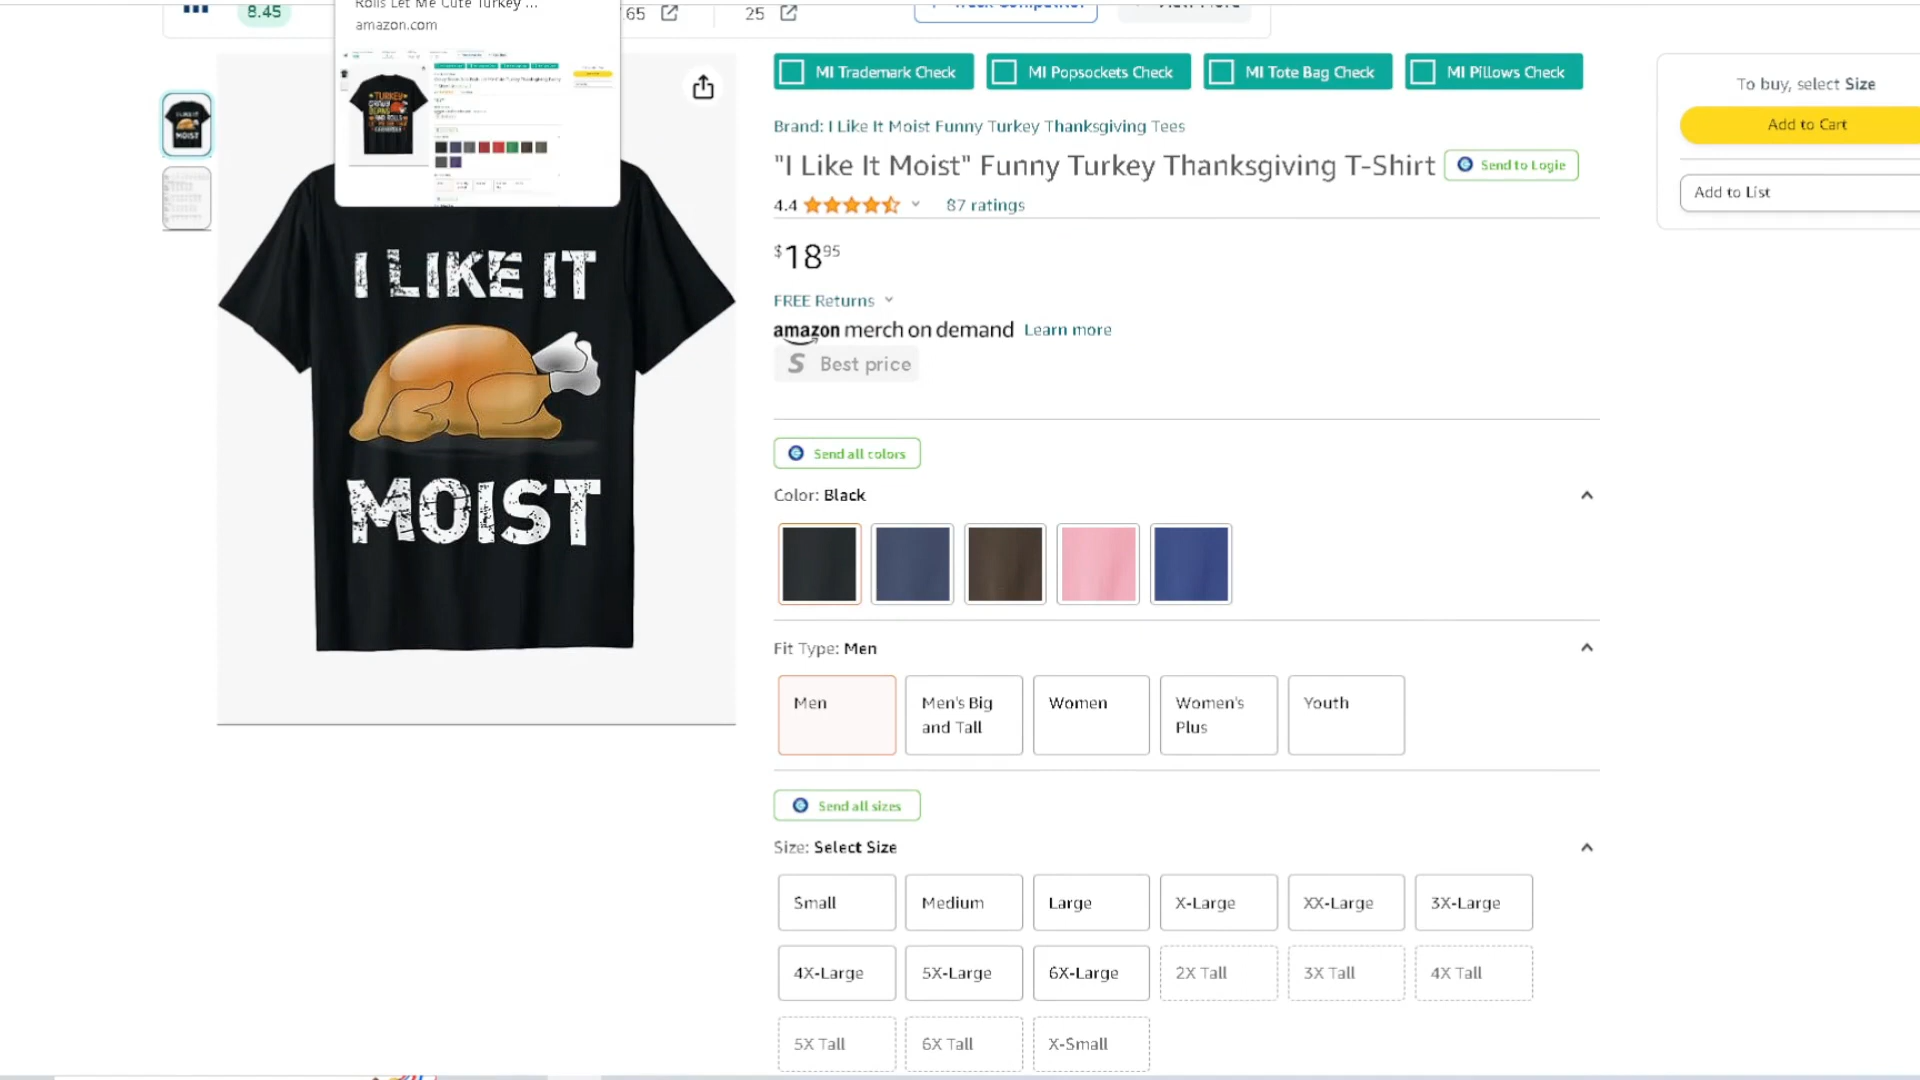 8.45
Rolls Let Me Cute Turkey ...
amazon.com
65
25
MI Trademark Check
MI Popsockets Check
MI Tote Bag Check
MI Pillows Check
Brand: I Like It Moist Funny Turkey Thanksgiving Tees
"I Like It Moist" Funny Turkey Thanksgiving T-Shirt
Send to Logie
4.4
87 ratings
$18.95
FREE Returns
amazon merch on demand Learn more
S Best price
I LIKE IT
MOIST
Send all colors
Color: Black
Fit Type: Men
Men
Men's Big
and Tall
Women
Women's
Plus
Youth
Send all sizes
Size: Select Size
Small
Medium
Large
X-Large
XX-Large
3X-Large
4X-Large
5X-Large
6X-Large
2X Tall
3X Tall
4X Tall
5X Tall
6X Tall
X-Small
To buy, select Size
Add to Cart
Add to List